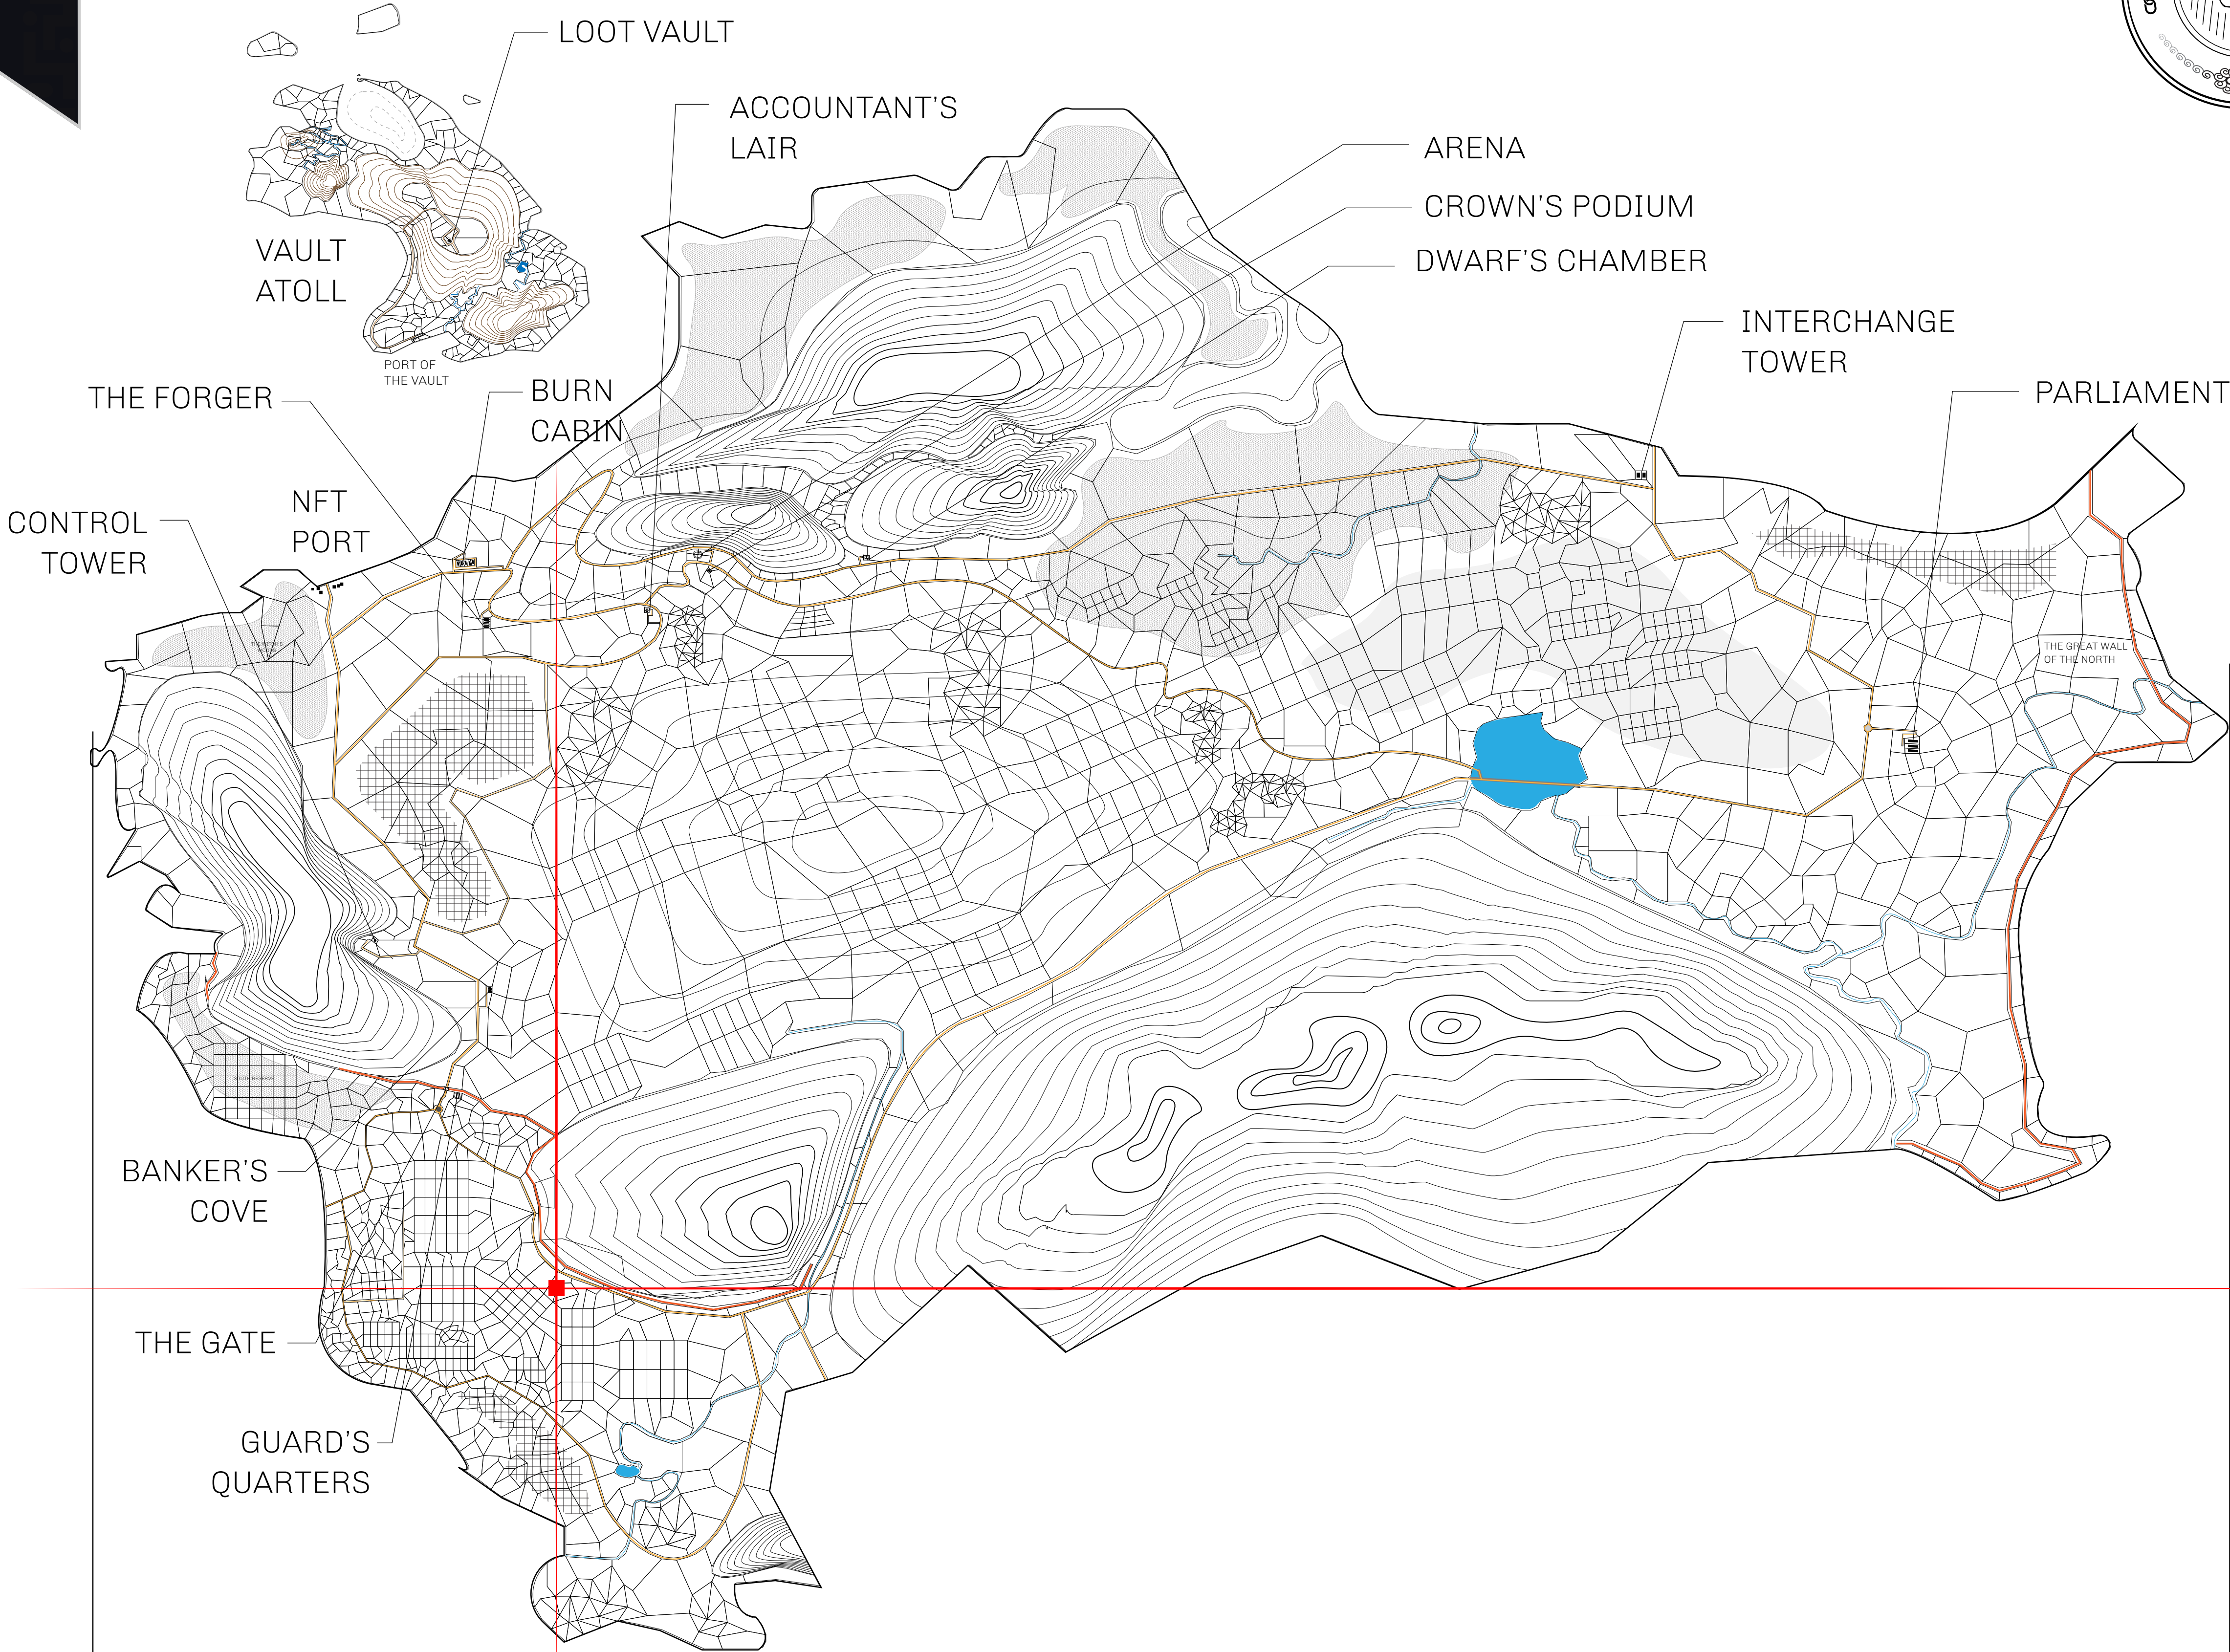 LOOT VAULT
ACCOUNTANT'S
LAIR
ARENA
CROWN'S PODIUM
DWARF'S CHAMBER
VAULT
ATOLL
INTERCHANGE
TOWER
PORT OF
THE VAULT
THE FORGER
BURN
CABIN
PARLIAMENT
NFT
PORT
CONTROL
TOWER
THE GREAT WALL
OF THE NORTH
SOUTH RESERVE
BANKER'S
COVE
THE GATE
GUARD'S
QUARTERS